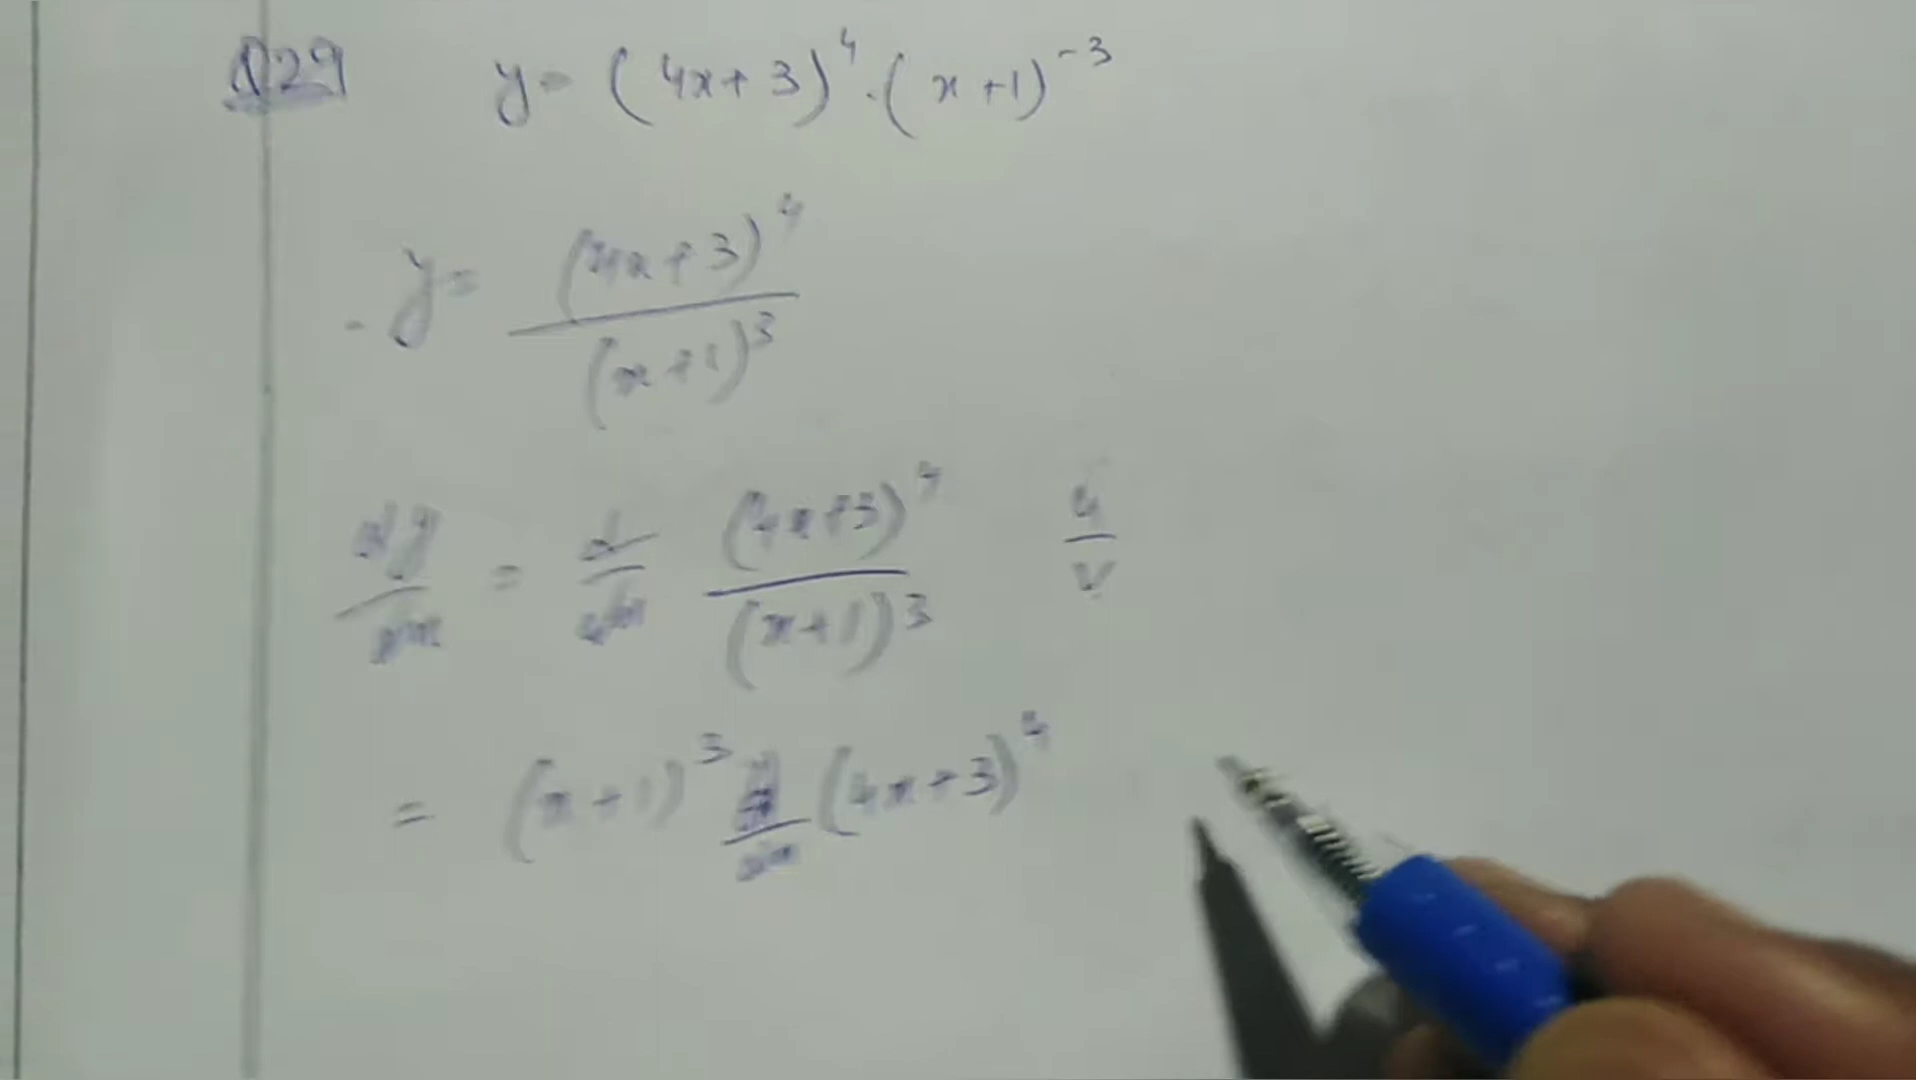 Q29 y = (4x+3)⁴.(x+1)⁻³
y = (4x+3)⁴/(x+1)³
dy/dx = d/dx (4x+3)⁴/(x+1)³ u/v
= (x+1)³ d/dx (4x+3)⁴